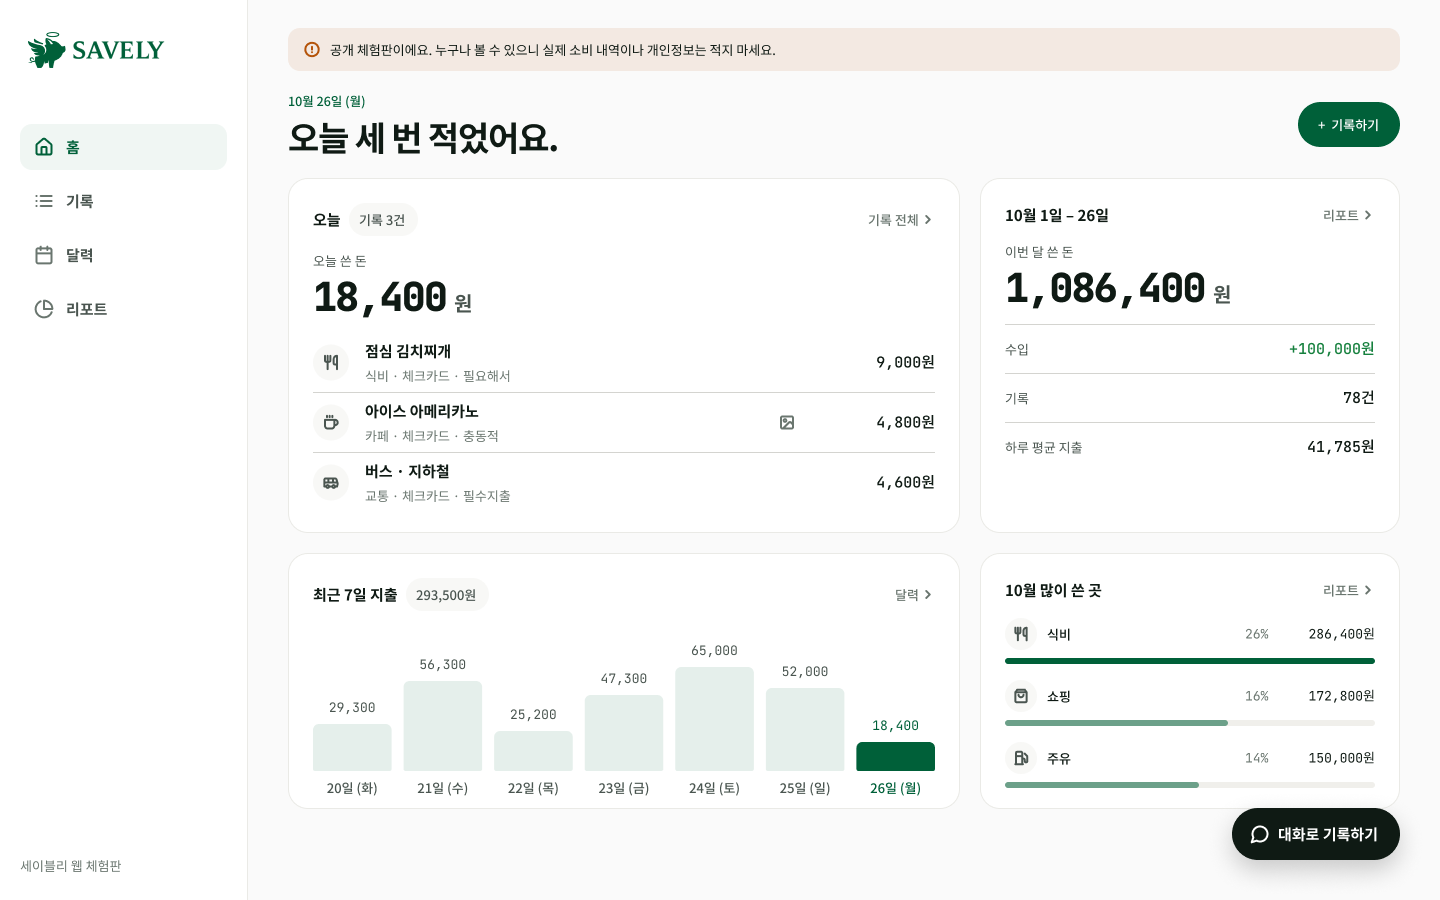 SAVELY
홈
기록
달력
리포트
세이블리 웹 체험판
공개 체험판이에요. 누구나 볼 수 있으니 실제 소비 내역이나 개인정보는 적지 마세요.
10월 26일 (월)
오늘 세 번 적었어요.
+ 기록하기
오늘 기록 3건 기록 전체
오늘 쓴 돈
18,400 원
점심 김치찌개
식비 · 체크카드 · 필요해서
9,000원
아이스 아메리카노
카페 · 체크카드 · 충동적
4,800원
버스 · 지하철
교통 · 체크카드 · 필수지출
4,600원
10월 1일 – 26일 리포트
이번 달 쓴 돈
1,086,400 원
수입 +100,000원
기록 78건
하루 평균 지출 41,785원
최근 7일 지출 293,500원 달력
29,300 56,300 25,200 47,300 65,000 52,000 18,400
20일 (화) 21일 (수) 22일 (목) 23일 (금) 24일 (토) 25일 (일) 26일 (월)
10월 많이 쓴 곳 리포트
식비 26% 286,400원
쇼핑 16% 172,800원
주유 14% 150,000원
대화로 기록하기